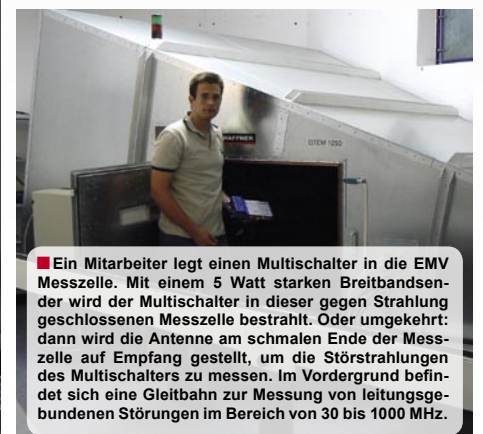 HAFFNER
GTEM 1250
Ein Mitarbeiter legt einen Multischalter in die EMV
Messzelle. Mit einem 5 Watt starken Breitbandsen-
der wird der Multischalter in dieser gegen Strahlung
geschlossenen Messzelle bestrahlt. Oder umgekehrt:
dann wird die Antenne am schmalen Ende der Mess-
zelle auf Empfang gestellt, um die Störstrahlungen
des Multischalters zu messen. Im Vordergrund befin-
det sich eine Gleitbahn zur Messung von leitungsge-
bundenen Störungen im Bereich von 30 bis 1000 MHz.